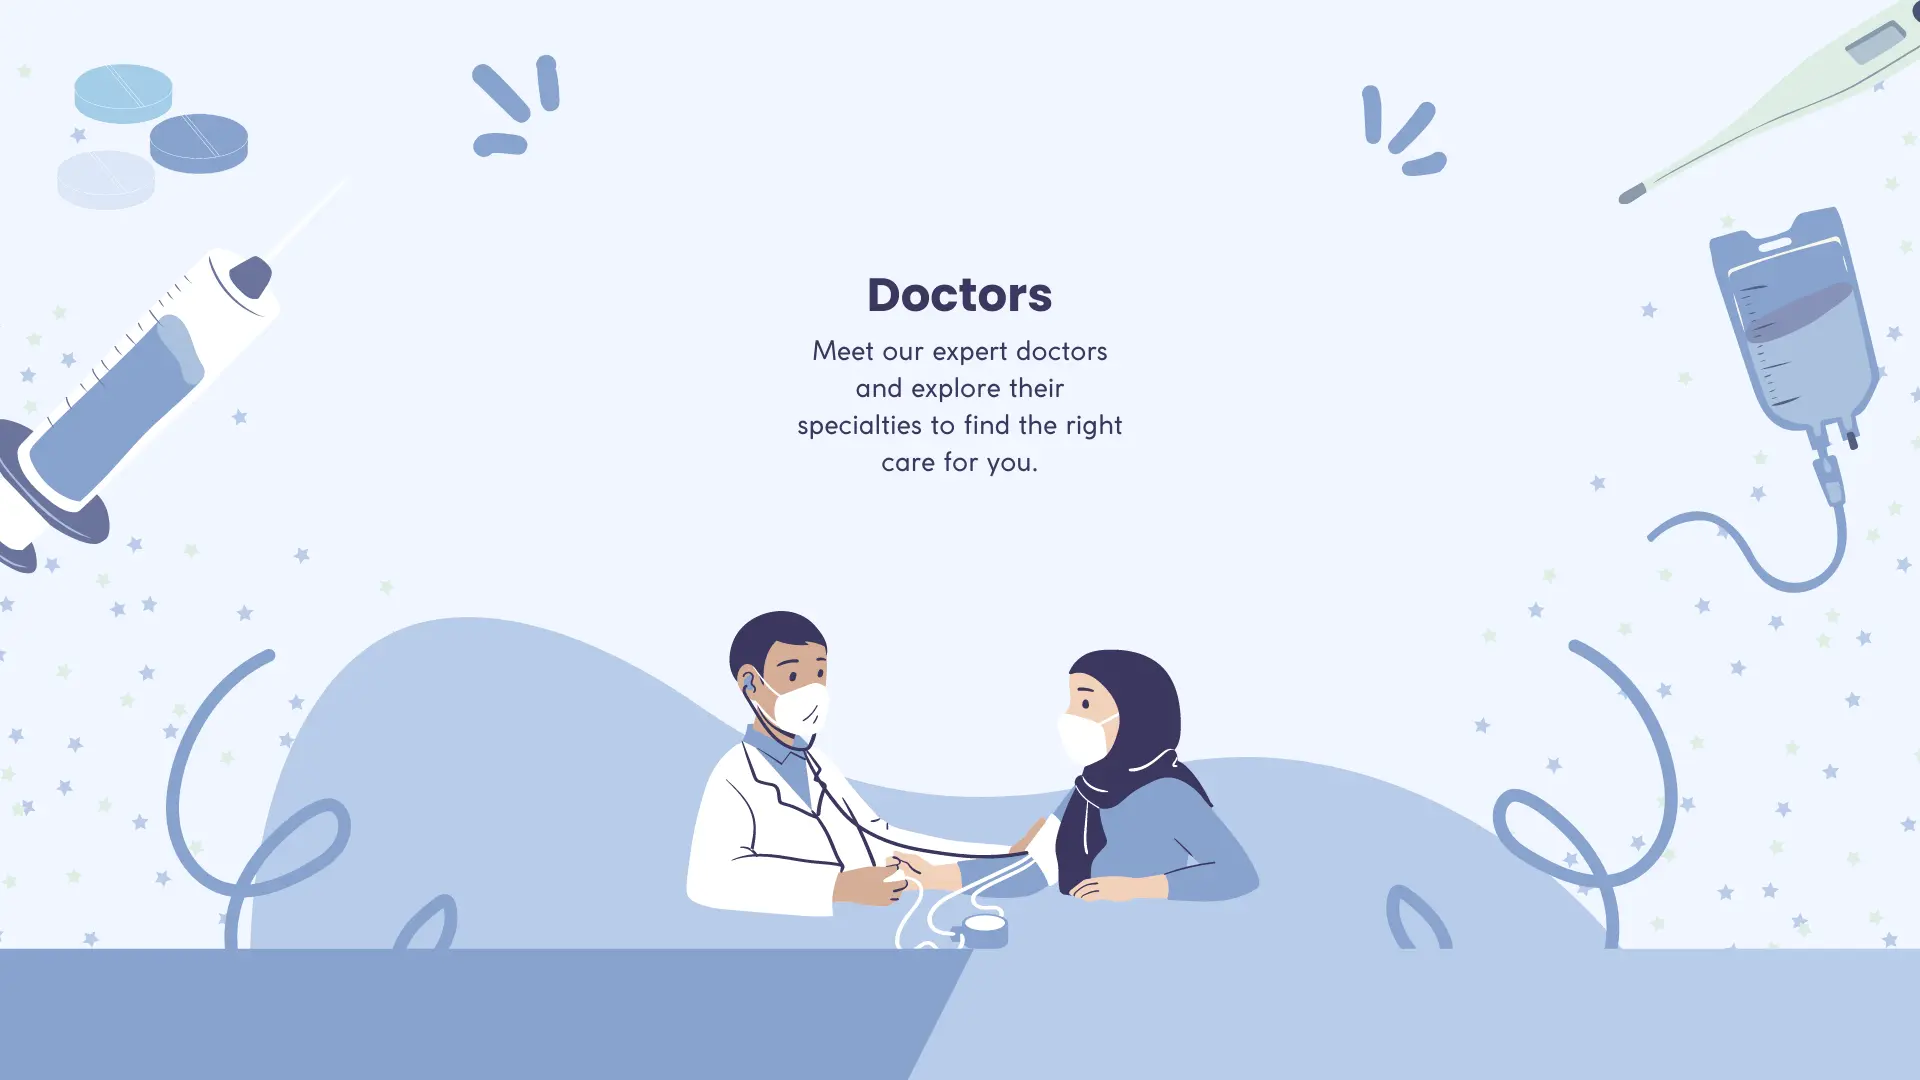 Doctors
Meet our expert doctors
and explore their
specialties to find the right
care for you.